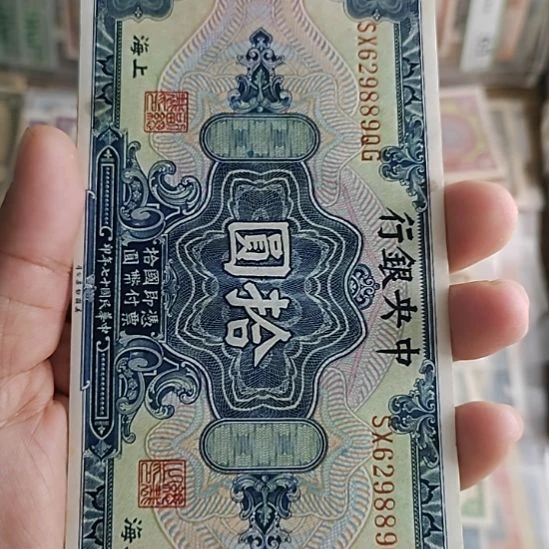 中央銀行
SX629889QG
SX629889
拾圓
上海
海
憑票即付國幣拾圓
中華民國十七年印